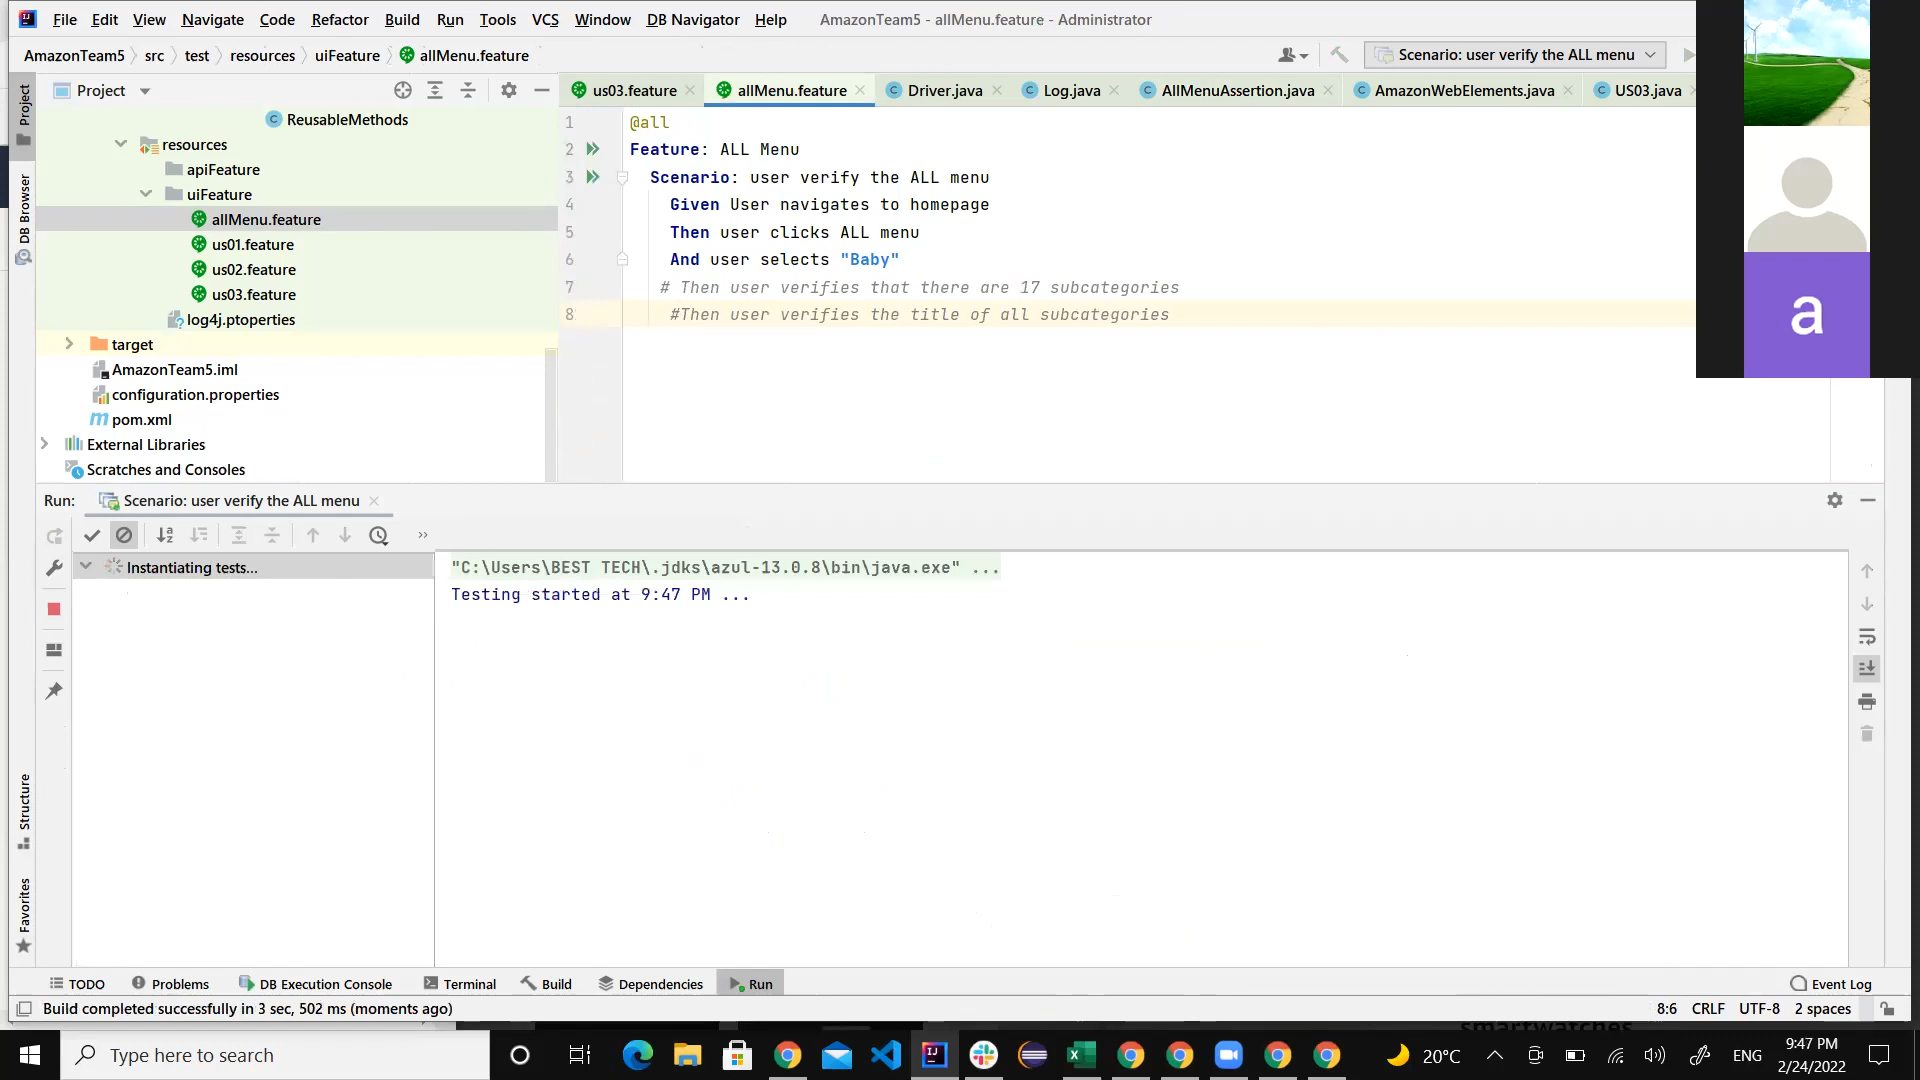 File Edit View Navigate Code Refactor Build Run Tools VCS Window DB Navigator Help AmazonTeam5 - allMenu.feature - Administrator
AmazonTeam5 src test resources uiFeature allMenu.feature
Scenario: user verify the ALL menu
Project
us03.feature allMenu.feature Driver.java Log.java AllMenuAssertion.java AmazonWebElements.java US03.java
Project
DB Browser
ReusableMethods
resources
apiFeature
uiFeature
allMenu.feature
us01.feature
us02.feature
us03.feature
log4j.ptoperties
target
AmazonTeam5.iml
configuration.properties
pom.xml
External Libraries
Scratches and Consoles
1 @all
2 Feature: ALL Menu
3 Scenario: user verify the ALL menu
4 Given User navigates to homepage
5 Then user clicks ALL menu
6 And user selects "Baby"
7 # Then user verifies that there are 17 subcategories
8 #Then user verifies the title of all subcategories
a
Run: Scenario: user verify the ALL menu
Instantiating tests...
"C:\Users\BEST TECH\.jdks\azul-13.0.8\bin\java.exe" ...
Testing started at 9:47 PM ...
Structure
Favorites
TODO Problems DB Execution Console Terminal Build Dependencies Run Event Log
Build completed successfully in 3 sec, 502 ms (moments ago) 8:6 CRLF UTF-8 2 spaces
smartwatches
Type here to search
20°C ENG 9:47 PM
2/24/2022